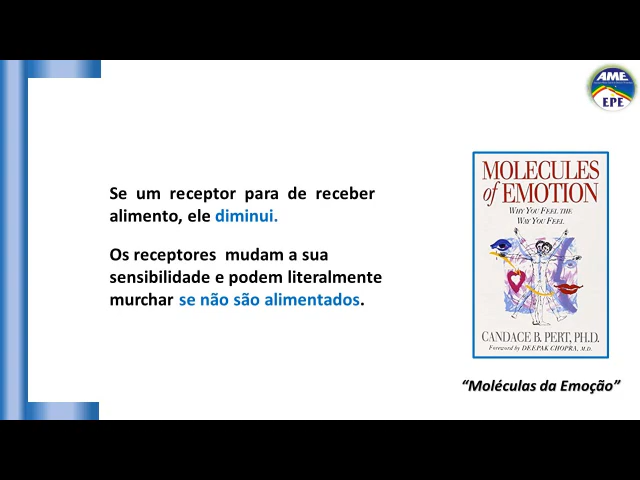 AME
EPE
Se um receptor para de receber
alimento, ele diminui.
Os receptores mudam a sua
sensibilidade e podem literalmente
murchar se não são alimentados.
MOLECULES
of EMOTION
WHY YOU FEEL THE
WAY YOU FEEL
CANDACE B. PERT, PH.D.
Foreword by DEEPAK CHOPRA, M.D.
“Moléculas da Emoção”